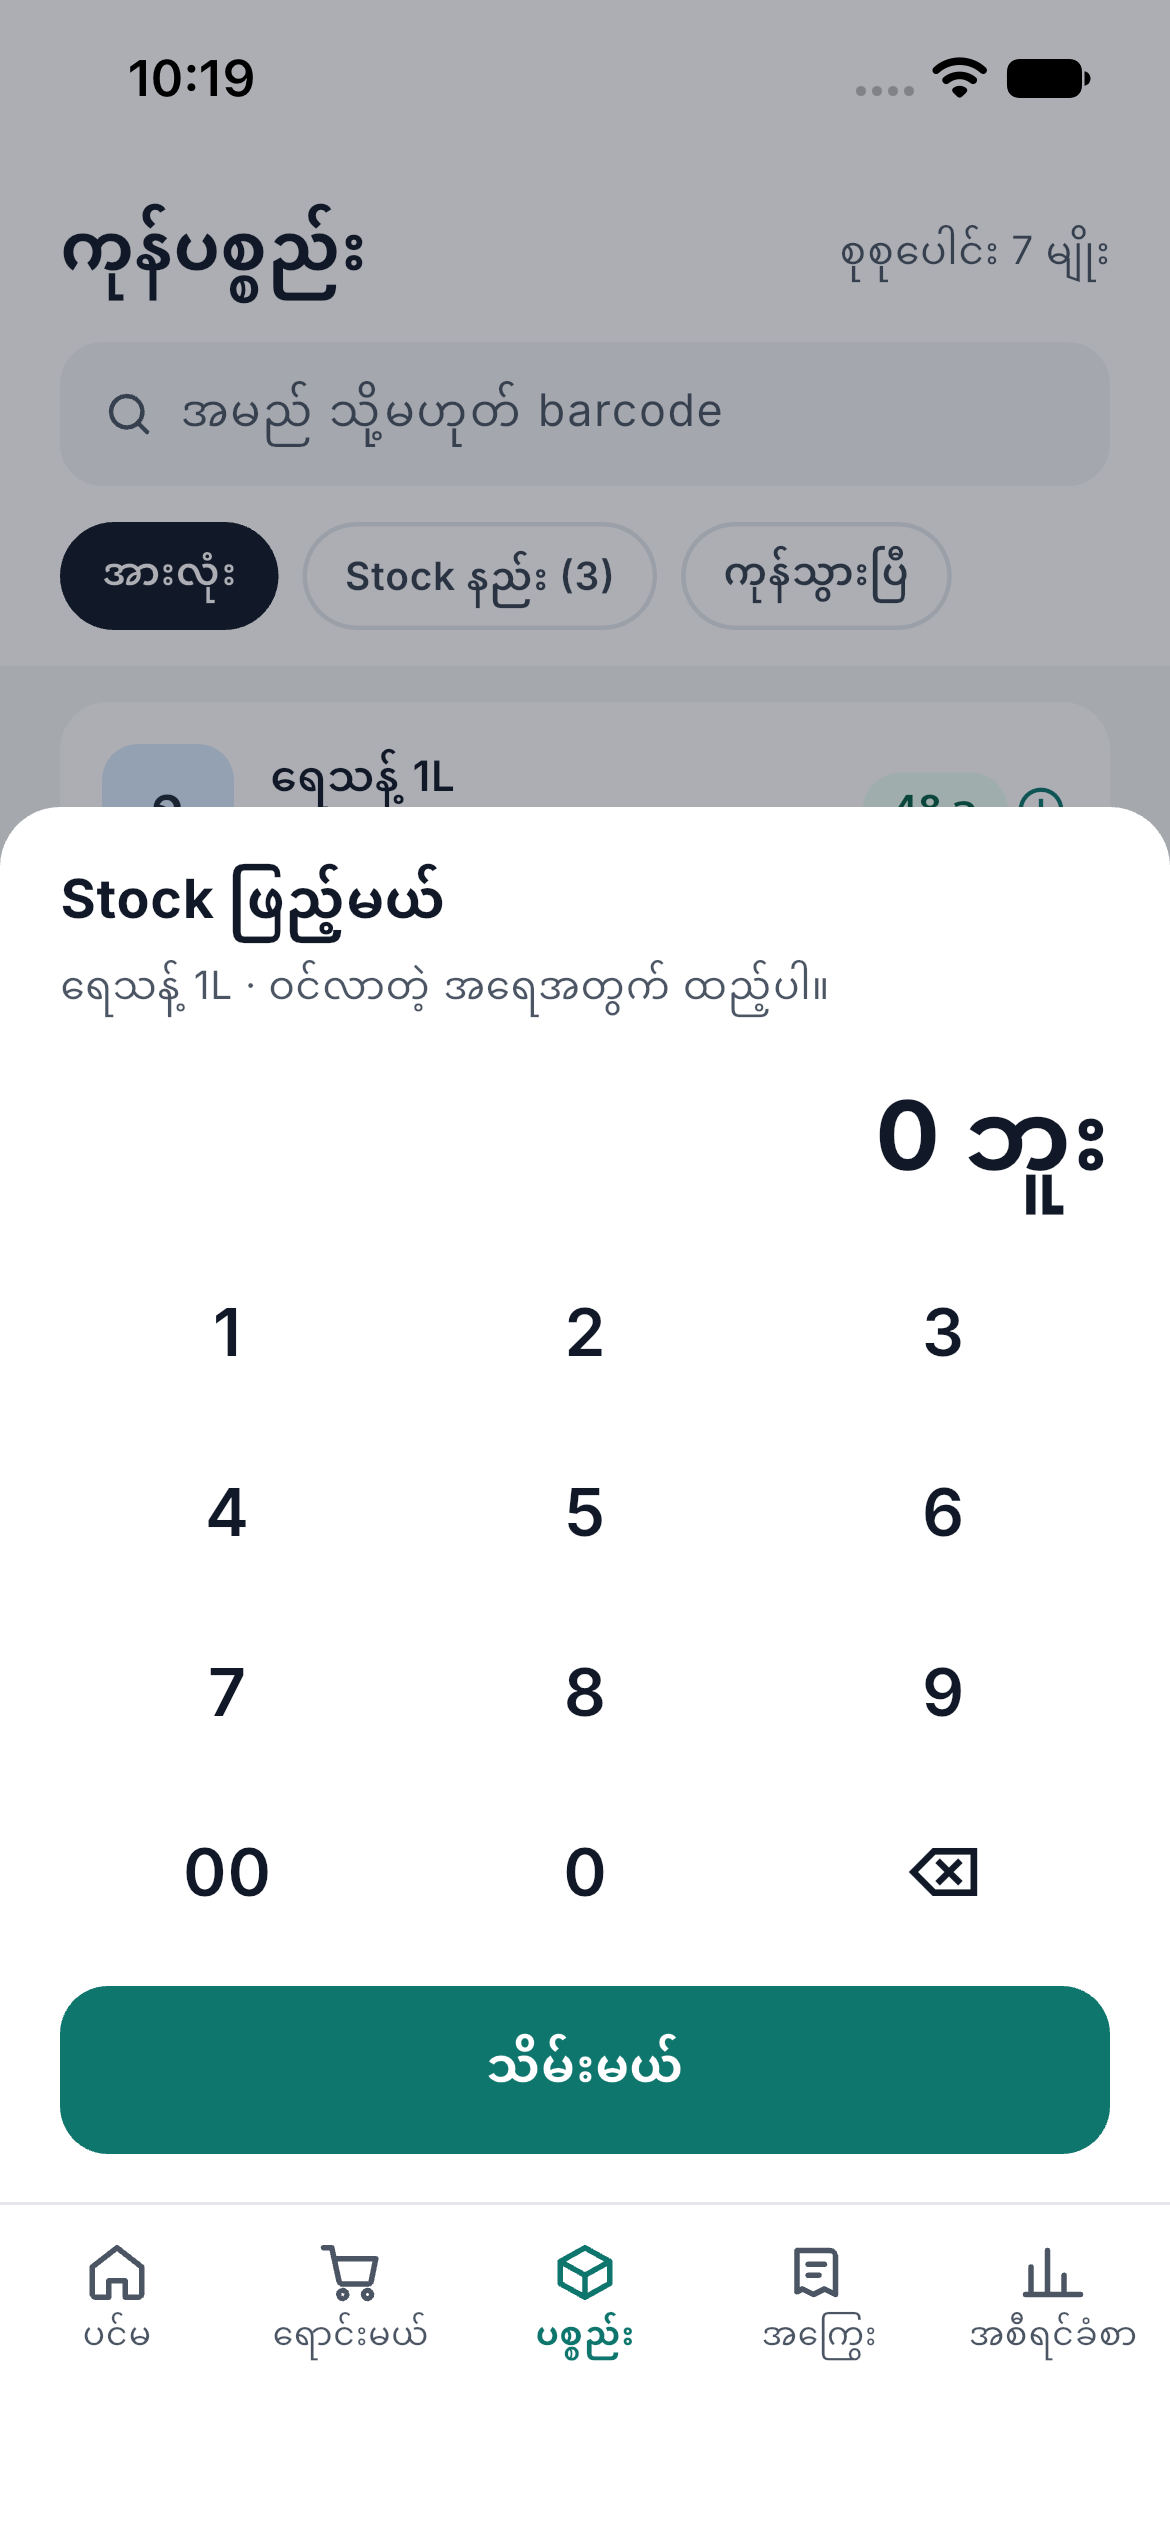 10:19
ကုန်ပစ္စည်း
စုစုပေါင်း 7 မျိုး
အမည် သို့မဟုတ် barcode
အားလုံး
Stock နည်း (3)
ကုန်သွားပြီ
ရေသန့် 1L
Stock ဖြည့်မယ်
ရေသန့် 1L · ဝင်လာတဲ့ အရေအတွက် ထည့်ပါ။
0 ဘူး
1 2 3
4 5 6
7 8 9
00 0
သိမ်းမယ်
ပင်မ
ရောင်းမယ်
ပစ္စည်း
အကြွေး
အစီရင်ခံစာ